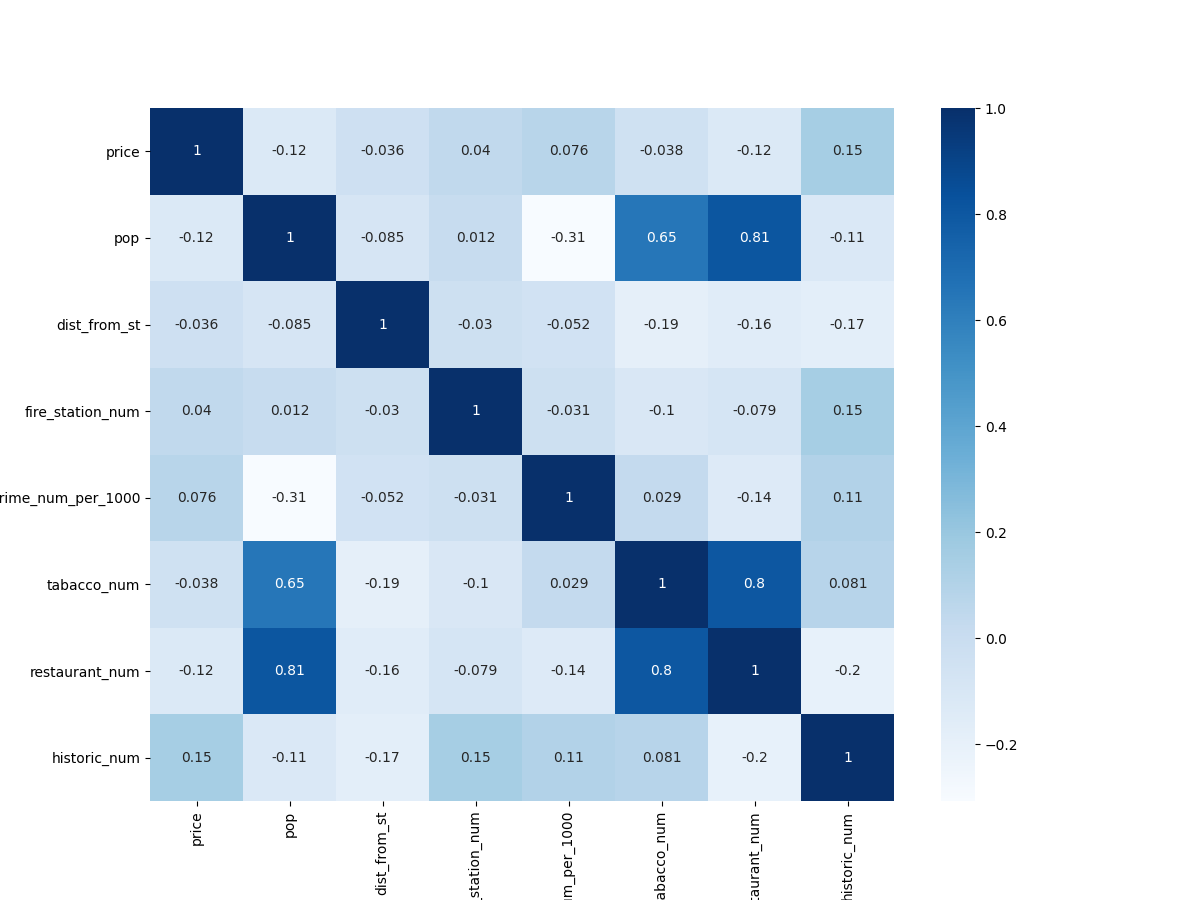 price 1 -0.12 -0.036 0.04 0.076 -0.038 -0.12 0.15
pop -0.12 1 -0.085 0.012 -0.31 0.65 0.81 -0.11
dist_from_st -0.036 -0.085 1 -0.03 -0.052 -0.19 -0.16 -0.17
fire_station_num 0.04 0.012 -0.03 1 -0.031 -0.1 -0.079 0.15
rime_num_per_1000 0.076 -0.31 -0.052 -0.031 1 0.029 -0.14 0.11
tabacco_num -0.038 0.65 -0.19 -0.1 0.029 1 0.8 0.081
restaurant_num -0.12 0.81 -0.16 -0.079 -0.14 0.8 1 -0.2
historic_num 0.15 -0.11 -0.17 0.15 0.11 0.081 -0.2 1
price
pop
dist_from_st
_station_num
um_per_1000
abacco_num
taurant_num
historic_num
1.0
0.8
0.6
0.4
0.2
0.0
−0.2